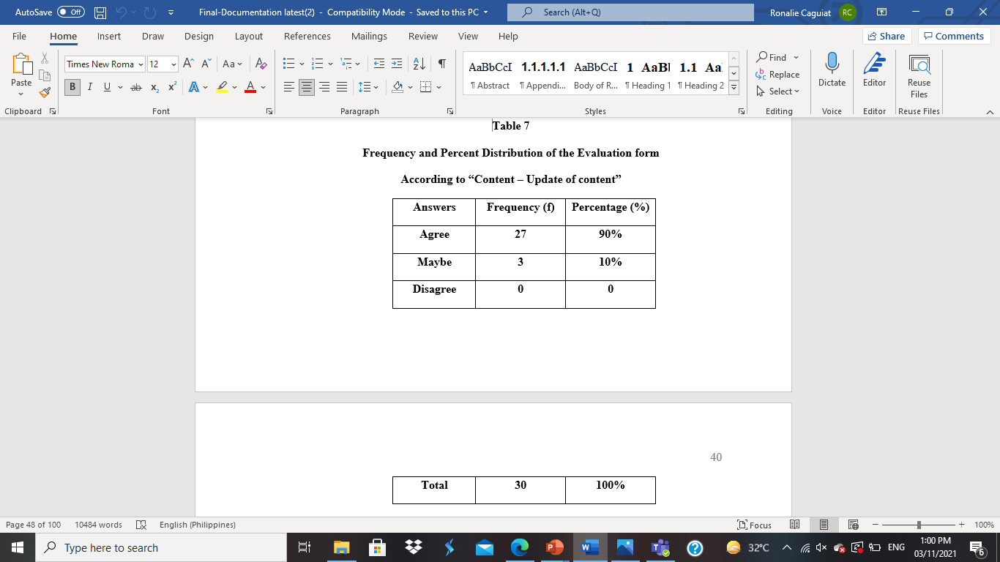 AutoSave Off Final-Documentation latest(2) - Compatibility Mode - Saved to this PC Search (Alt+Q) Ronalie Caguiat RC
File Home Insert Draw Design Layout References Mailings Review View Help Share Comments
Times New Roma 12 Aa A
Paste B I U ab x₂ x² A A
AaBbCcI 1.1.1.1.1 AaBbCcI 1 AaBl 1.1 Aa
¶ Abstract ¶ Appendi... Body of R... ¶ Heading 1 ¶ Heading 2
Find
Replace
Select
Dictate Editor Reuse Files
Clipboard Font Paragraph Styles Editing Voice Editor Reuse Files
Table 7
Frequency and Percent Distribution of the Evaluation form
According to “Content – Update of content”
Answers Frequency (f) Percentage (%)
Agree 27 90%
Maybe 3 10%
Disagree 0 0
40
Total 30 100%
Page 48 of 100 10484 words English (Philippines) Focus 100%
Type here to search 32°C ENG 1:00 PM
03/11/2021 6